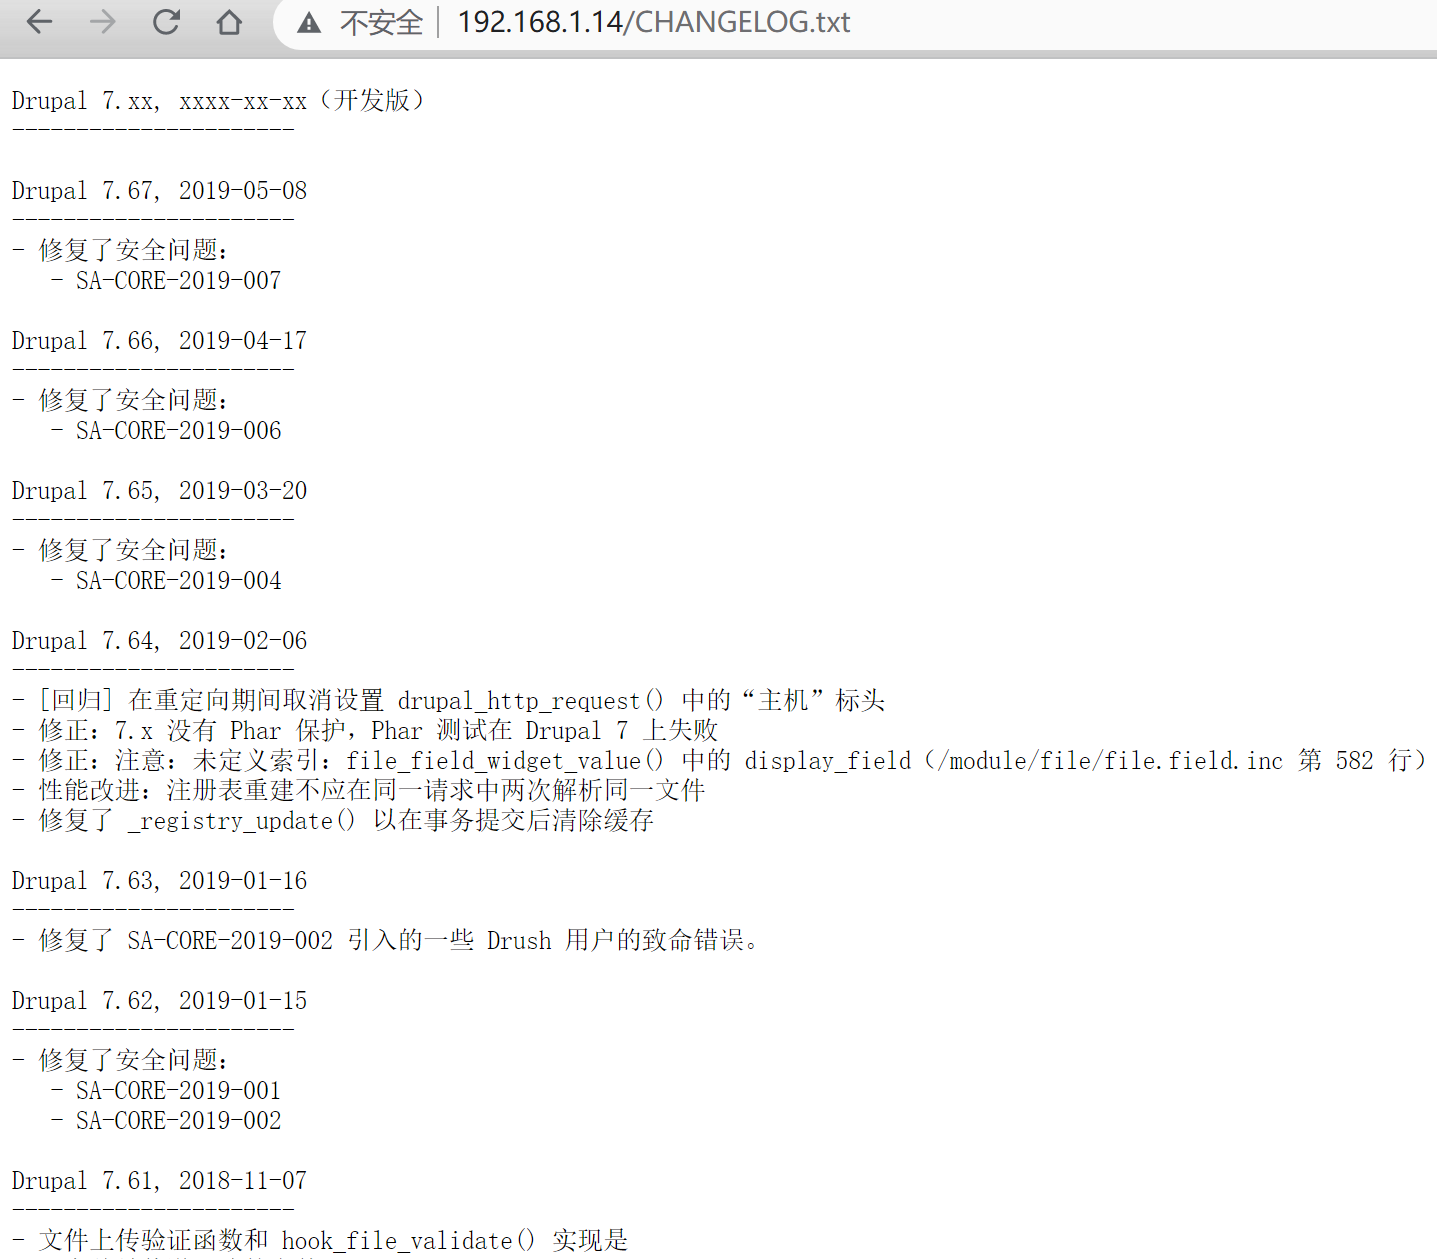 不安全 192.168.1.14/CHANGELOG.txt
Drupal 7.xx, xxxx-xx-xx（开发版）
-----------------------
Drupal 7.67, 2019-05-08
-----------------------
- 修复了安全问题：
- SA-CORE-2019-007
Drupal 7.66, 2019-04-17
-----------------------
- 修复了安全问题：
- SA-CORE-2019-006
Drupal 7.65, 2019-03-20
-----------------------
- 修复了安全问题：
- SA-CORE-2019-004
Drupal 7.64, 2019-02-06
-----------------------
- [回归] 在重定向期间取消设置 drupal_http_request() 中的“主机”标头
- 修正：7.x 没有 Phar 保护，Phar 测试在 Drupal 7 上失败
- 修正：注意：未定义索引：file_field_widget_value() 中的 display_field（/module/file/file.field.inc 第 582 行）
- 性能改进：注册表重建不应在同一请求中两次解析同一文件
- 修复了 _registry_update() 以在事务提交后清除缓存
Drupal 7.63, 2019-01-16
-----------------------
- 修复了 SA-CORE-2019-002 引入的一些 Drush 用户的致命错误。
Drupal 7.62, 2019-01-15
-----------------------
- 修复了安全问题：
- SA-CORE-2019-001
- SA-CORE-2019-002
Drupal 7.61, 2018-11-07
-----------------------
- 文件上传验证函数和 hook_file_validate() 实现是